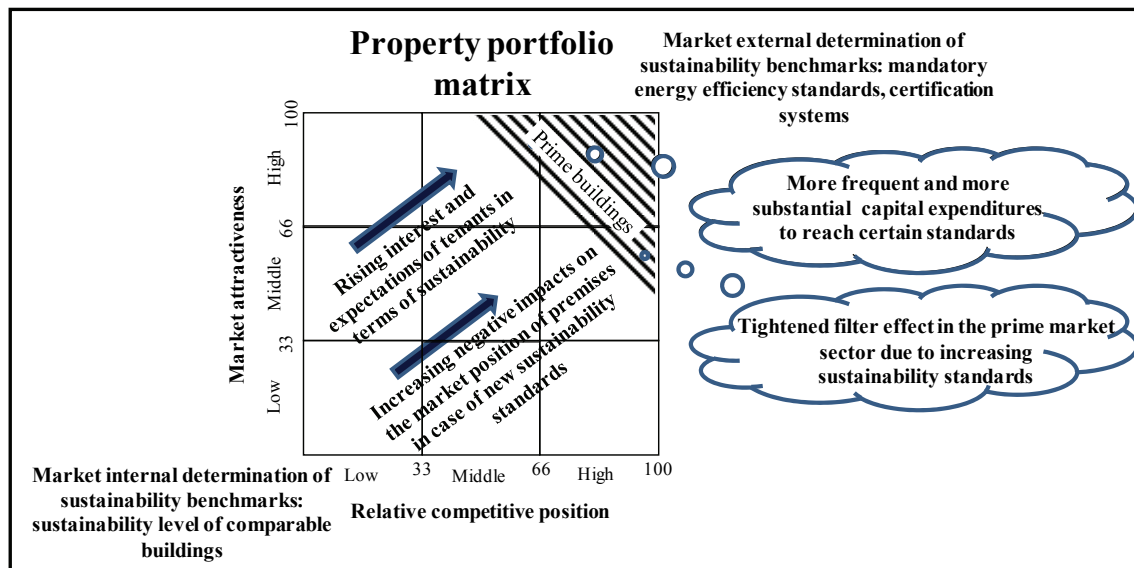 Property portfolio
matrix
Market external determination of
sustainability benchmarks: mandatory
energy efficiency standards, certification
systems
Market attractiveness
Low
Middle
High
33
66
100
Rising interest and
expectations of tenants in
terms of sustainability
Increasing negative impacts on
the market position of premises
in case of new sustainability
standards
Prime buildings
More frequent and more
substantial capital expenditures
to reach certain standards
Tightened filter effect in the prime market
sector due to increasing
sustainability standards
Low
33
Middle
66
High
100
Relative competitive position
Market internal determination of
sustainability benchmarks:
sustainability level of comparable
buildings